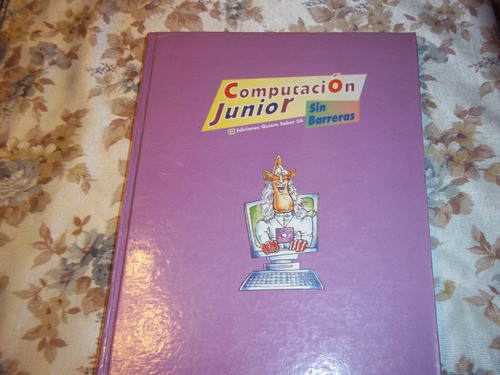 Computación
Junior
Sin
Barreras
Ediciones Quiero Saber SA